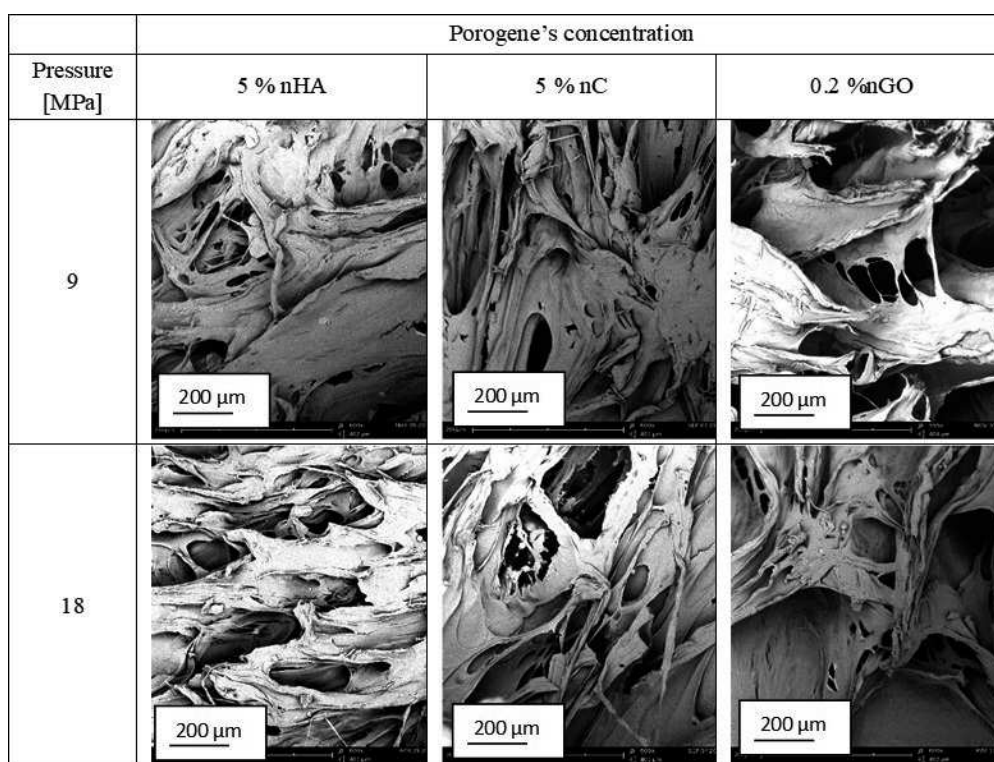 Porogene's concentration
Pressure
[MPa]
5 % nHA
5 % nC
0.2 %nGO
9
200 µm
200 µm
200 µm
18
200 µm
200 µm
200 µm